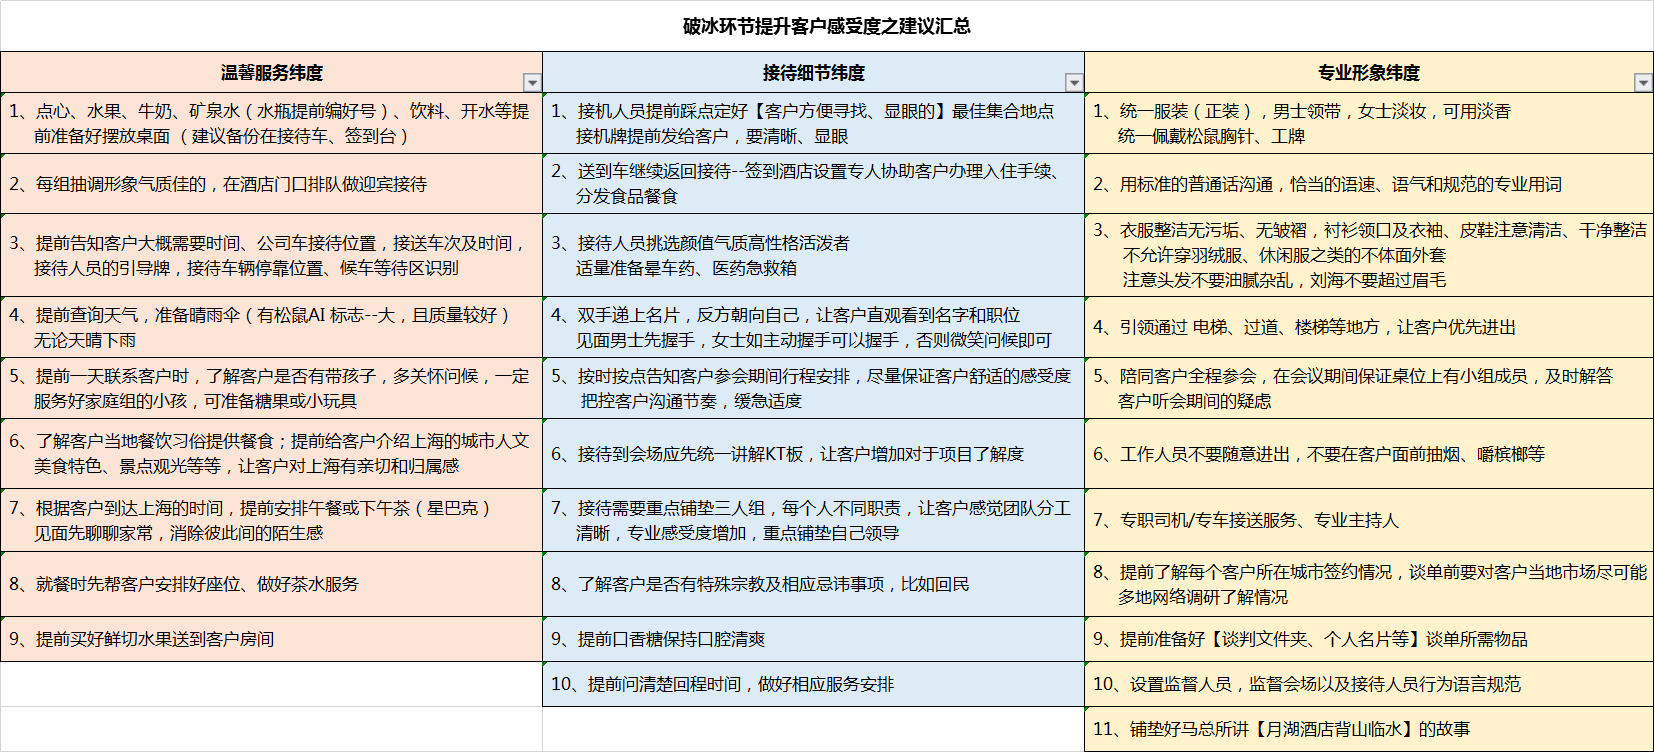 破冰环节提升客户感受度之建议汇总
温馨服务纬度
接待细节纬度
专业形象纬度
1、点心、水果、牛奶、矿泉水（水瓶提前编好号）、饮料、开水等提
前准备好摆放桌面 （建议备份在接待车、签到台）
1、接机人员提前踩点定好【客户方便寻找、显眼的】最佳集合地点
接机牌提前发给客户，要清晰、显眼
1、统一服装（正装），男士领带，女士淡妆，可用淡香
统一佩戴松鼠胸针、工牌
2、每组抽调形象气质佳的，在酒店门口排队做迎宾接待
2、送到车继续返回接待--签到酒店设置专人协助客户办理入住手续、
分发食品餐食
2、用标准的普通话沟通，恰当的语速、语气和规范的专业用词
3、提前告知客户大概需要时间、公司车接待位置，接送车次及时间，
接待人员的引导牌，接待车辆停靠位置、候车等待区识别
3、接待人员挑选颜值气质高性格活泼者
适量准备晕车药、医药急救箱
3、衣服整洁无污垢、无皱褶，衬衫领口及衣袖、皮鞋注意清洁、干净整洁
不允许穿羽绒服、休闲服之类的不体面外套
注意头发不要油腻杂乱，刘海不要超过眉毛
4、提前查询天气，准备晴雨伞（有松鼠AI 标志--大，且质量较好）
无论天晴下雨
4、双手递上名片，反方朝向自己，让客户直观看到名字和职位
见面男士先握手，女士如主动握手可以握手，否则微笑问候即可
4、引领通过 电梯、过道、楼梯等地方，让客户优先进出
5、提前一天联系客户时，了解客户是否有带孩子，多关怀问候，一定
服务好家庭组的小孩，可准备糖果或小玩具
5、按时按点告知客户参会期间行程安排，尽量保证客户舒适的感受度
把控客户沟通节奏，缓急适度
5、陪同客户全程参会，在会议期间保证桌位上有小组成员，及时解答
客户听会期间的疑虑
6、了解客户当地餐饮习俗提供餐食；提前给客户介绍上海的城市人文
美食特色、景点观光等等，让客户对上海有亲切和归属感
6、接待到会场应先统一讲解KT板，让客户增加对于项目了解度
6、工作人员不要随意进出，不要在客户面前抽烟、嚼槟榔等
7、根据客户到达上海的时间，提前安排午餐或下午茶（星巴克）
见面先聊聊家常，消除彼此间的陌生感
7、接待需要重点铺垫三人组，每个人不同职责，让客户感觉团队分工
清晰，专业感受度增加，重点铺垫自己领导
7、专职司机/专车接送服务、专业主持人
8、就餐时先帮客户安排好座位、做好茶水服务
8、了解客户是否有特殊宗教及相应忌讳事项，比如回民
8、提前了解每个客户所在城市签约情况，谈单前要对客户当地市场尽可能
多地网络调研了解情况
9、提前买好鲜切水果送到客户房间
9、提前口香糖保持口腔清爽
9、提前准备好【谈判文件夹、个人名片等】谈单所需物品
10、提前问清楚回程时间，做好相应服务安排
10、设置监督人员，监督会场以及接待人员行为语言规范
11、铺垫好马总所讲【月湖酒店背山临水】的故事